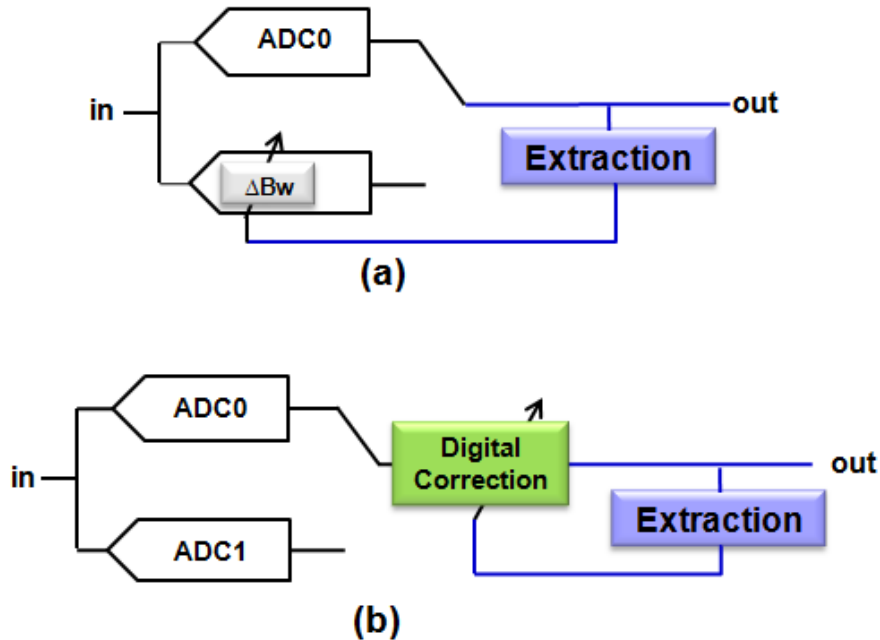 ADC0
in
out
Extraction
ΔBw
(a)
ADC0
Digital
Correction
in
out
Extraction
ADC1
(b)